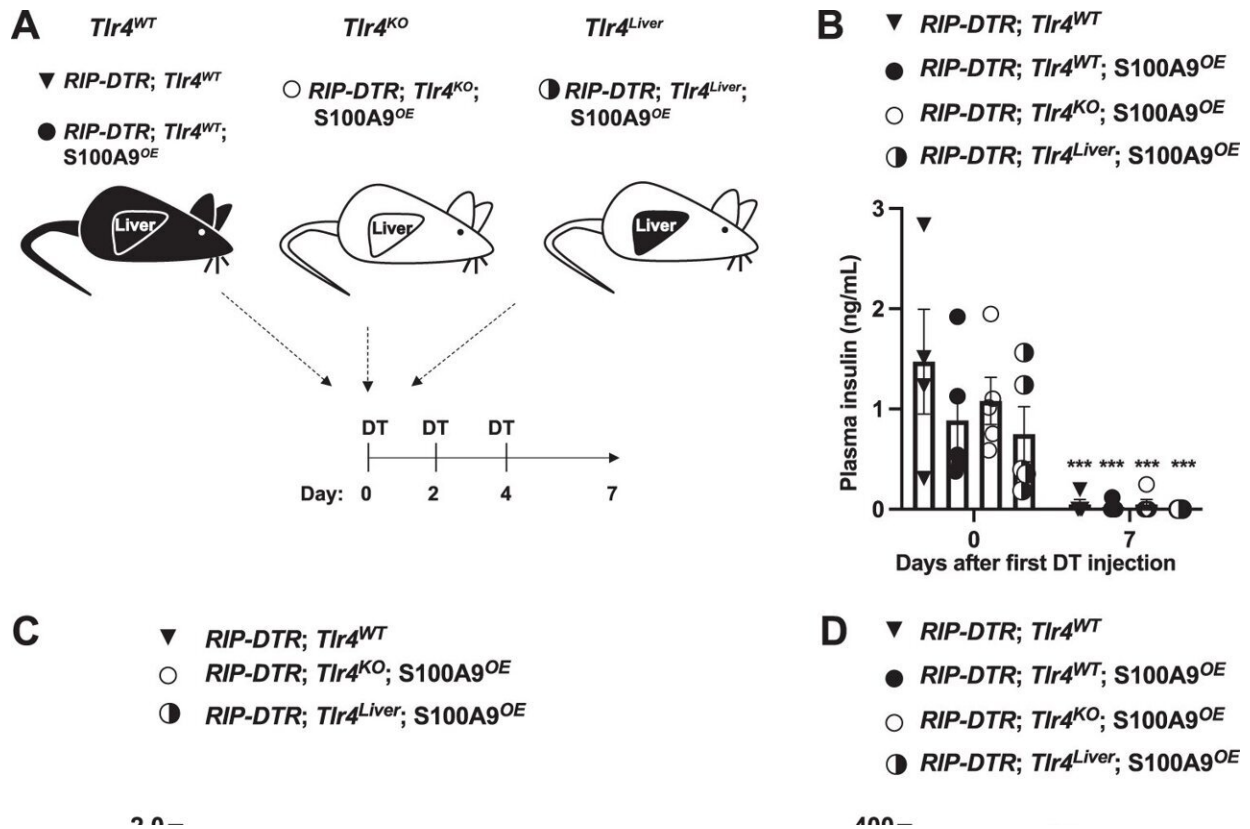 A
Tlr4WT
Tlr4KO
Tlr4Liver
▼ RIP-DTR; Tlr4WT
● RIP-DTR; Tlr4WT;
S100A9OE
○ RIP-DTR; Tlr4KO;
S100A9OE
◑ RIP-DTR; Tlr4Liver;
S100A9OE
Liver
Liver
Liver
DT DT DT
Day: 0 2 4 7
B
▼ RIP-DTR; Tlr4WT
● RIP-DTR; Tlr4WT; S100A9OE
○ RIP-DTR; Tlr4KO; S100A9OE
◑ RIP-DTR; Tlr4Liver; S100A9OE
Plasma insulin (ng/mL)
3
2
1
0
*** *** *** ***
0 7
Days after first DT injection
C
▼ RIP-DTR; Tlr4WT
○ RIP-DTR; Tlr4KO; S100A9OE
◑ RIP-DTR; Tlr4Liver; S100A9OE
2.0
D
▼ RIP-DTR; Tlr4WT
● RIP-DTR; Tlr4WT; S100A9OE
○ RIP-DTR; Tlr4KO; S100A9OE
◑ RIP-DTR; Tlr4Liver; S100A9OE
400